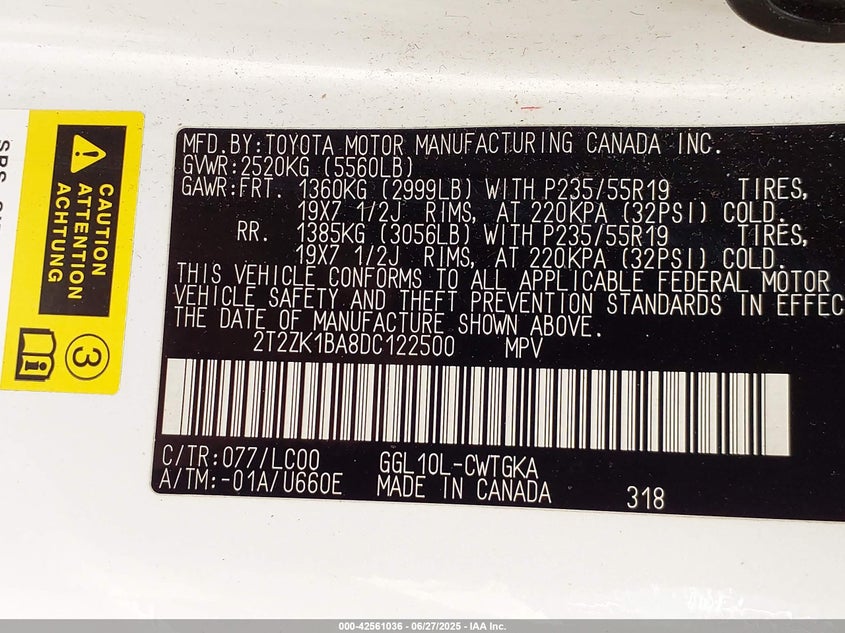 MFD.BY:TOYOTA MOTOR MANUFACTURING CANADA INC.
GVWR:2520KG (5560LB)
GAWR:FRT. 1360KG (2999LB) WITH P235/55R19 TIRES,
19X7 1/2J RIMS, AT 220KPA (32PSI) COLD.
RR. 1385KG (3056LB) WITH P235/55R19 TIRES,
19X7 1/2J RIMS, AT 220KPA (32PSI) COLD.
THIS VEHICLE CONFORMS TO ALL APPLICABLE FEDERAL MOTOR
VEHICLE SAFETY AND THEFT PREVENTION STANDARDS IN EFFEC
THE DATE OF MANUFACTURE SHOWN ABOVE.
2T2ZK1BA8DC122500 MPV
C/TR:077/LC00 GGL10L-CWTGKA
A/TM:-01A/U660E MADE IN CANADA 318
CAUTION
ATTENTION
ACHTUNG
3
000-42561036 - 06/27/2025 - IAA Inc.